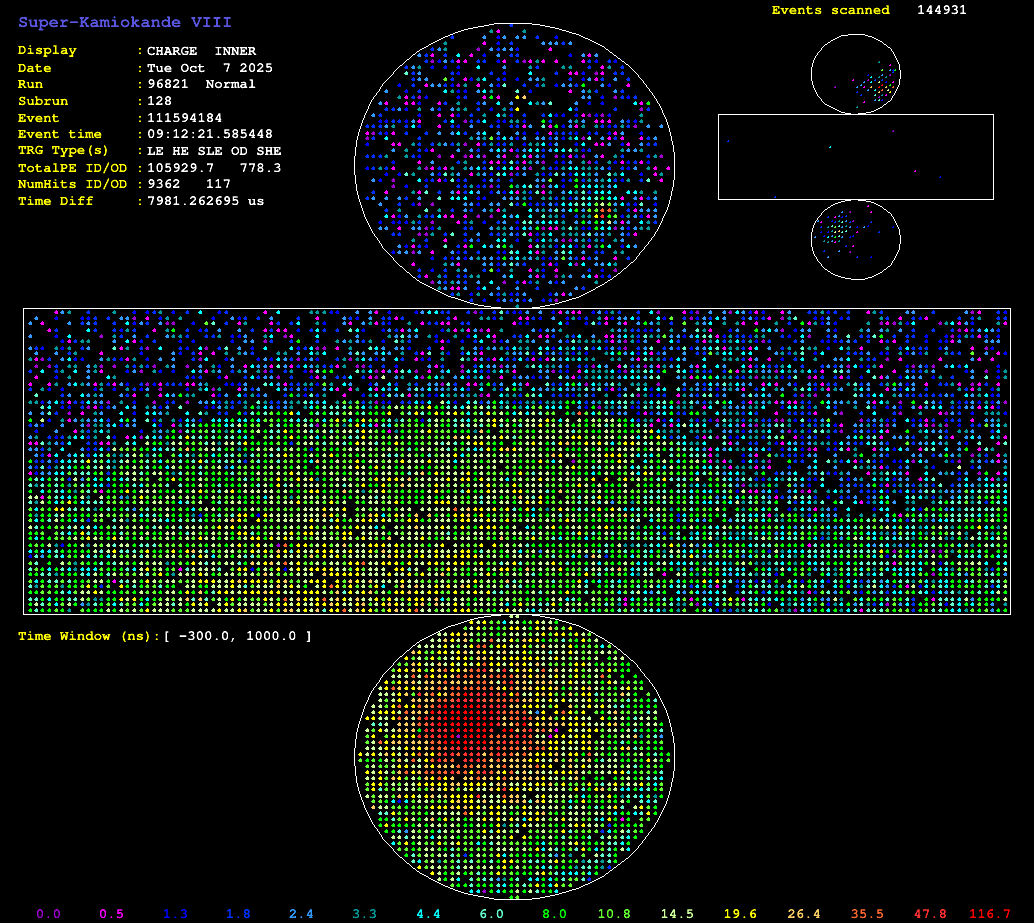 Super-Kamiokande VIII
Events scanned 144931
Display : CHARGE INNER
Date : Tue Oct 7 2025
Run : 96821 Normal
Subrun : 128
Event : 111594184
Event time : 09:12:21.585448
TRG Type(s) : LE HE SLE OD SHE
TotalPE ID/OD : 105929.7 778.3
NumHits ID/OD : 9362 117
Time Diff : 7981.262695 us
Time Window (ns):[ -300.0, 1000.0 ]
0.0 0.5 1.3 1.8 2.4 3.3 4.4 6.0 8.0 10.8 14.5 19.6 26.4 35.5 47.8 116.7